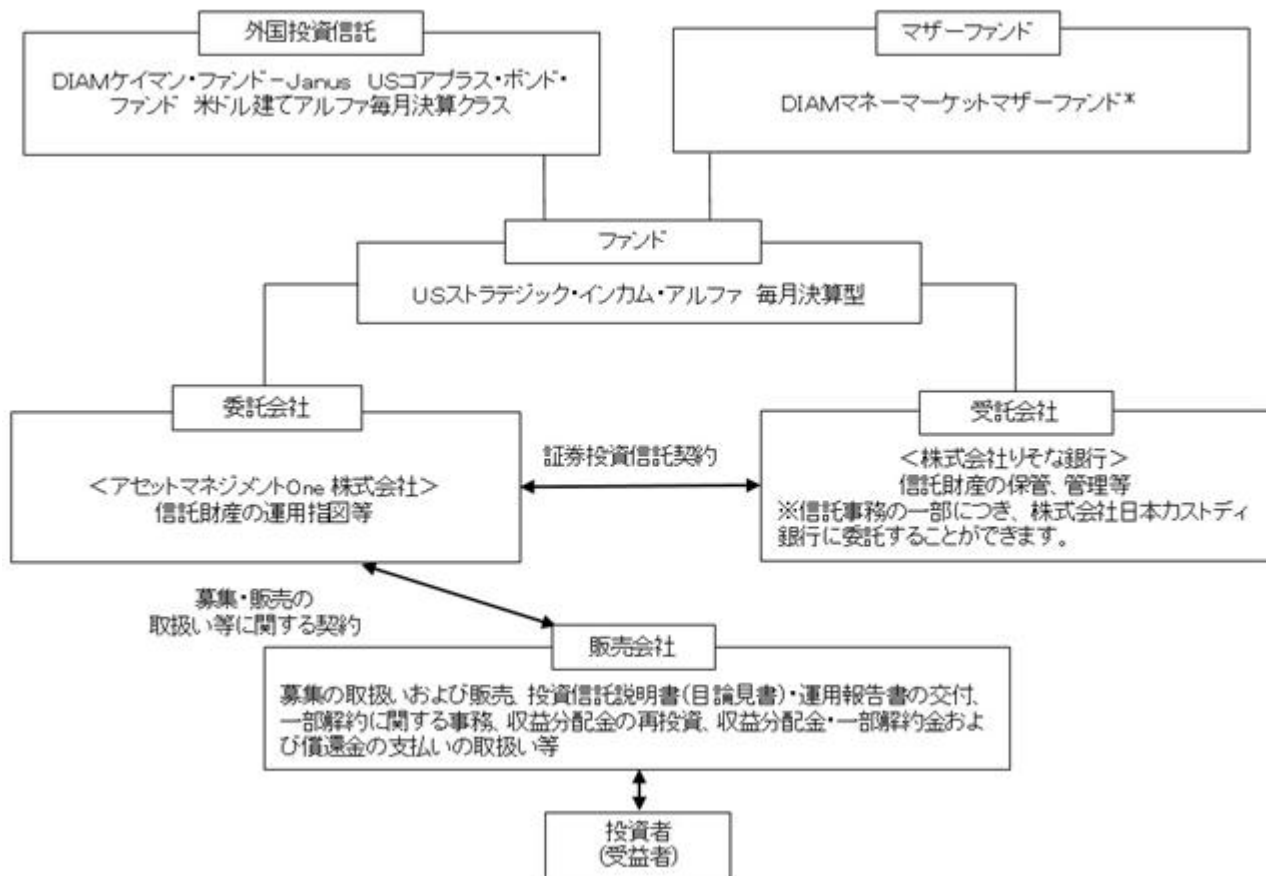 外国投資信託
DIAMケイマン・ファンド－Janus USコアプラス・ボンド・
ファンド 米ドル建てアルファ毎月決算クラス
マザーファンド
DIAMマネーマーケットマザーファンド*
ファンド
USストラテジック・インカム・アルファ 毎月決算型
委託会社
＜アセットマネジメントOne 株式会社＞
信託財産の運用指図等
証券投資信託契約
受託会社
＜株式会社りそな銀行＞
信託財産の保管、管理等
※信託事務の一部につき、株式会社日本カストディ
銀行に委託することができます。
募集・販売の
取扱い等に関する契約
販売会社
募集の取扱いおよび販売、投資信託説明書(目論見書)・運用報告書の交付、
一部解約に関する事務、収益分配金の再投資、収益分配金・一部解約金およ
び償還金の支払いの取扱い等
投資者
(受益者)